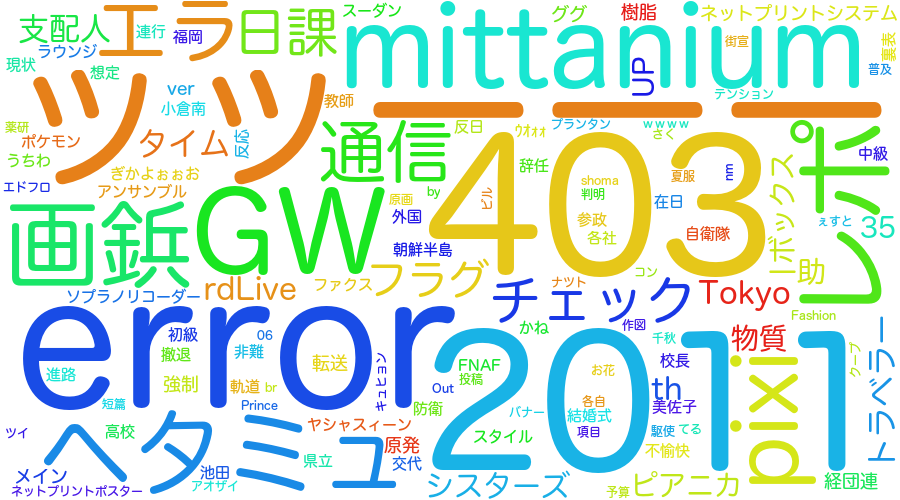 支配人
エラー
連行
福岡
日課
スーダン
mittanium
ググ
樹脂
ネットプリントシステム
街宣
裏表
普及
ラウンジ
現状
想定
UP
テンション
ver
小倉南
ツッツ
教師
薬研
ポケモン
うちわ
タイム
反応
通信
反日
ｳｵｫｫ
プランタン
ｗｗｗｗ
さく
403
レポ
中級
エドフロ
ぎかよぉぉお
アンサンブル
辞任
shoma
判明
夏服
nm
ボックス
画鋲
GW
原画
by
ビル
外国
参政
各社
在日
自衛隊
ぇすと
35
朝鮮半島
フラグ
コン
助
ソプラノリコーダー
rdLive
ファクス
チェック
ナツト
Tokyo
Fashion
error
初級
06
撤退
非難
転送
キュヒョン
かね
作図
千秋
物質
トラベラー
クープ
2011
pixi
進路
強制
軌道
br
FNAF
投稿
お花
校長
th
短篇
Prince
Out
防衛
各自
美佐子
バナー
結婚式
ツイ
高校
ヘタミュ
ヤシャスィーン
スタイル
項目
駆使
てる
原発
不愉快
メイン
池田
県立
交代
アオザイ
ネットプリントポスター
シスターズ
予算
ピアニカ
経団連